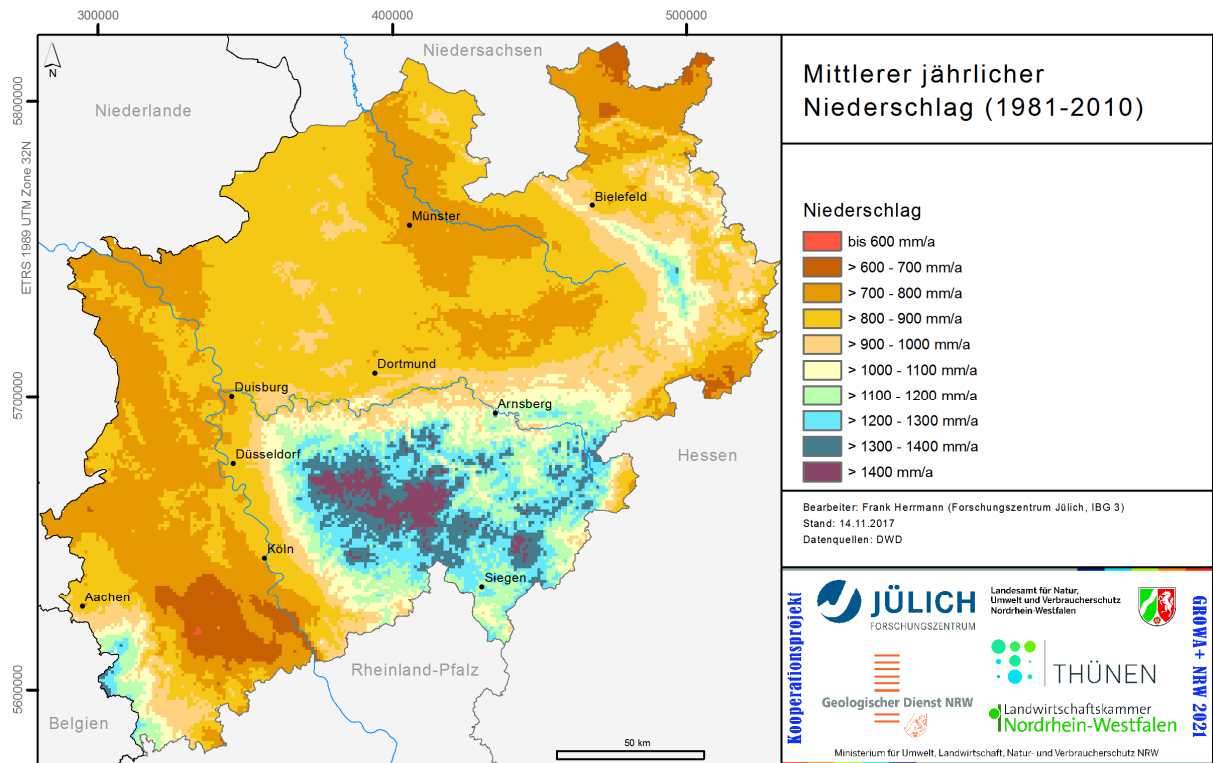 300000
400000
500000
5800000
5700000
5600000
ETRS 1989 UTM Zone 32N
N
Niedersachsen
Niederlande
Bielefeld
Münster
Dortmund
Duisburg
Arnsberg
Düsseldorf
Hessen
Köln
Siegen
Aachen
Rheinland-Pfalz
Belgien
50 km
Mittlerer jährlicher
Niederschlag (1981-2010)
Niederschlag
bis 600 mm/a
> 600 - 700 mm/a
> 700 - 800 mm/a
> 800 - 900 mm/a
> 900 - 1000 mm/a
> 1000 - 1100 mm/a
> 1100 - 1200 mm/a
> 1200 - 1300 mm/a
> 1300 - 1400 mm/a
> 1400 mm/a
Bearbeiter: Frank Herrmann (Forschungszentrum Jülich, IBG 3)
Stand: 14.11.2017
Datenquellen: DWD
Kooperationsprojekt
JÜLICH
FORSCHUNGSZENTRUM
Landesamt für Natur,
Umwelt und Verbraucherschutz
Nordrhein-Westfalen
THÜNEN
Geologischer Dienst NRW
Landwirtschaftskammer
Nordrhein-Westfalen
GROWA+ NRW 2021
Ministerium für Umwelt, Landwirtschaft, Natur- und Verbraucherschutz NRW